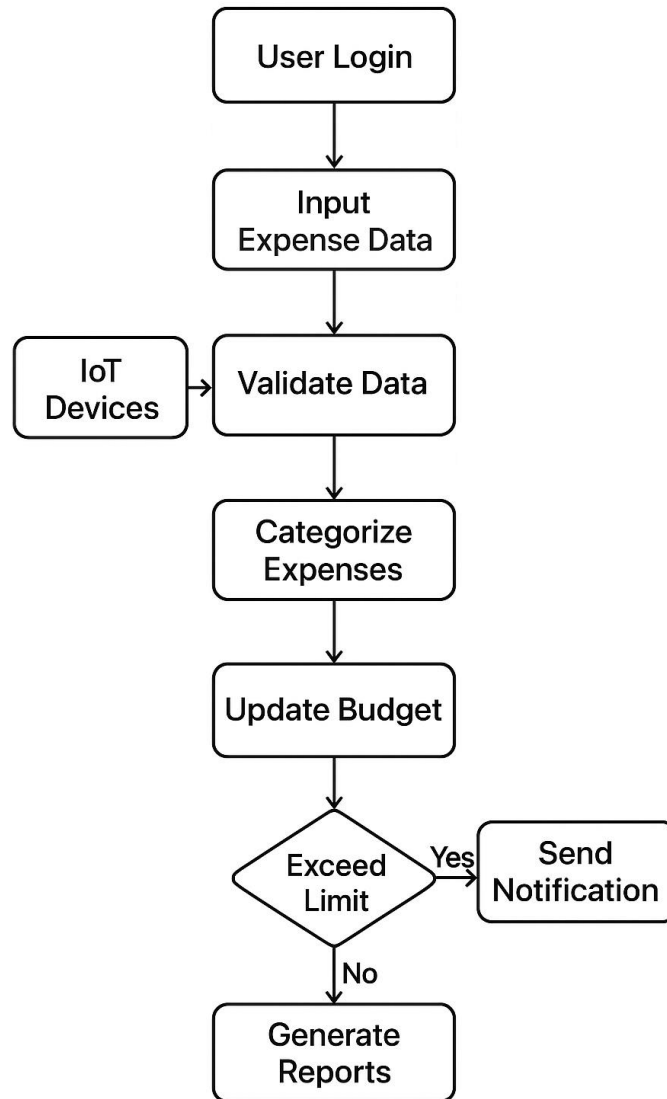 User Login
Input
Expense Data
IoT
Devices
Validate Data
Categorize
Expenses
Update Budget
Exceed
Limit
Yes
Send
Notification
No
Generate
Reports